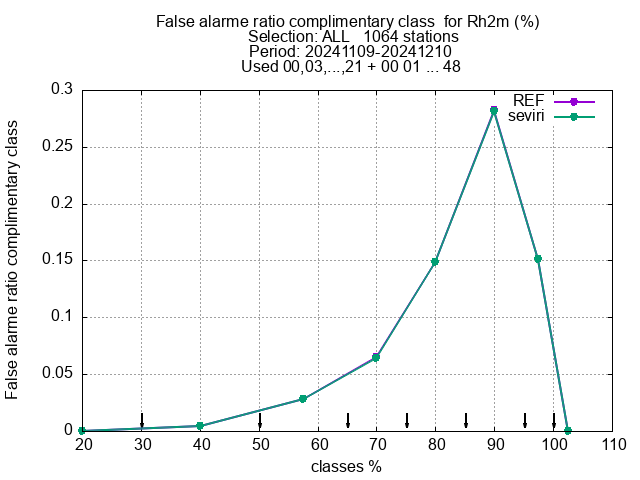 False alarme ratio complimentary class  for Rh2m (%)
Selection: ALL   1064 stations
Period: 20241109-20241210
Used 00,03,...,21 + 00 01 ... 48
REF
seviri
False alarme ratio complimentary class
0.3
0.25
0.2
0.15
0.1
0.05
0
20 30 40 50 60 70 80 90 100 110
classes %